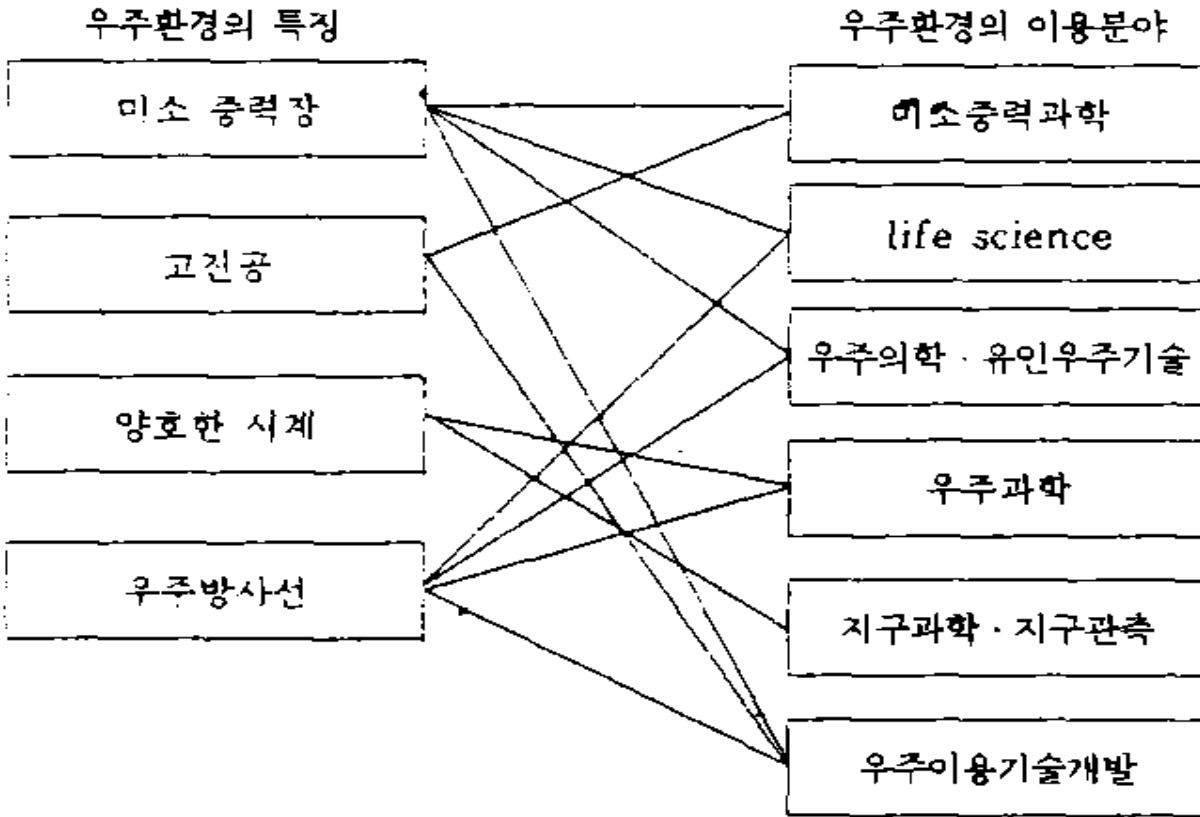 우주환경의 특징
미소 중력장
고진공
양호한 시계
우주방사선
우주환경의 이용분야
미소중력과학
life science
우주의학 · 유인우주기술
우주과학
지구과학 · 지구관측
우주이용기술개발